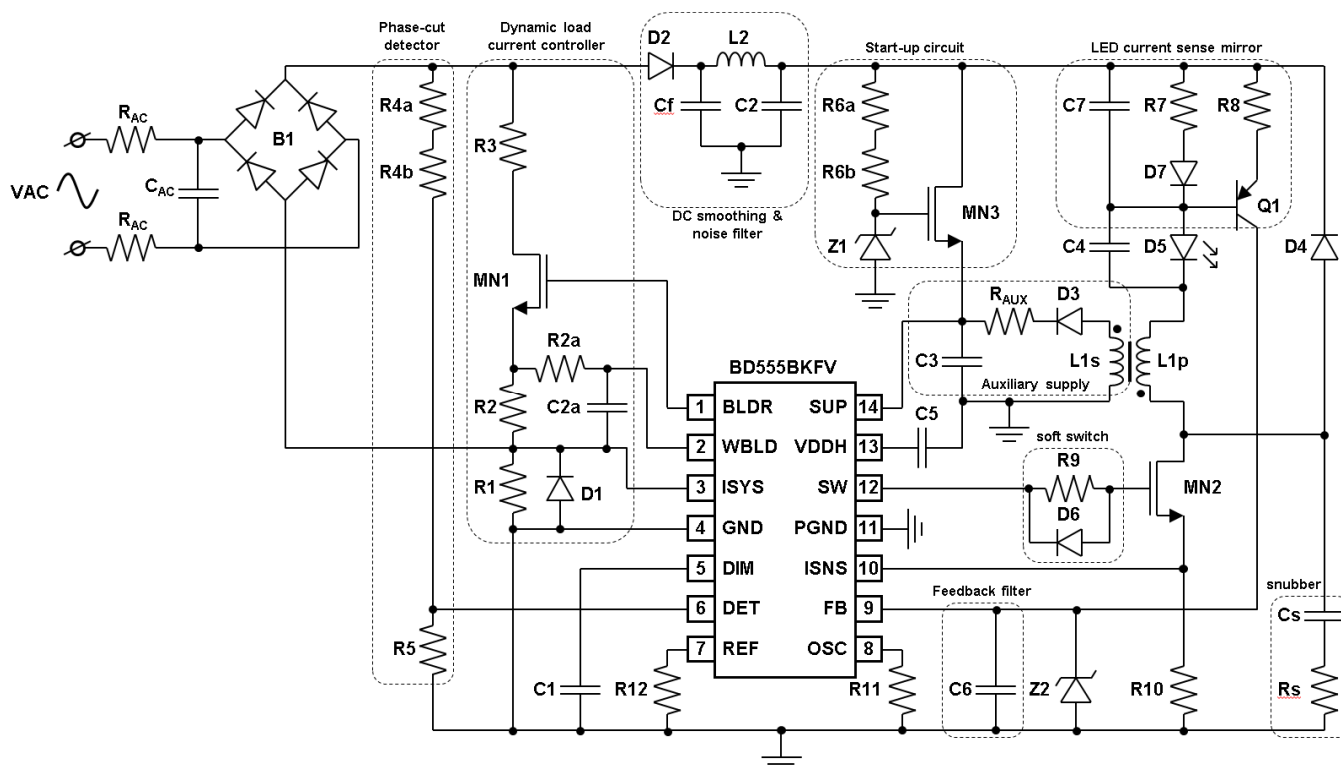 Phase-cut
detector
Dynamic load
current controller
D2
L2
Start-up circuit
LED current sense mirror
R4a
Cf
C2
R6a
C7
R7
R8
RAC
B1
R3
R4b
R6b
D7
VAC
CAC
DC smoothing &
noise filter
MN3
Q1
RAC
Z1
C4
D5
D4
MN1
RAUX
D3
R2a
BD555BKFV
C3
L1s
L1p
Auxiliary supply
R2
C2a
1
BLDR
SUP
14
C5
2
WBLD
VDDH
13
soft switch
R1
D1
3
ISYS
SW
12
R9
MN2
4
GND
PGND
11
D6
5
DIM
ISNS
10
Feedback filter
snubber
6
DET
FB
9
Cs
R5
7
REF
OSC
8
C1
R12
R11
C6
Z2
R10
Rs